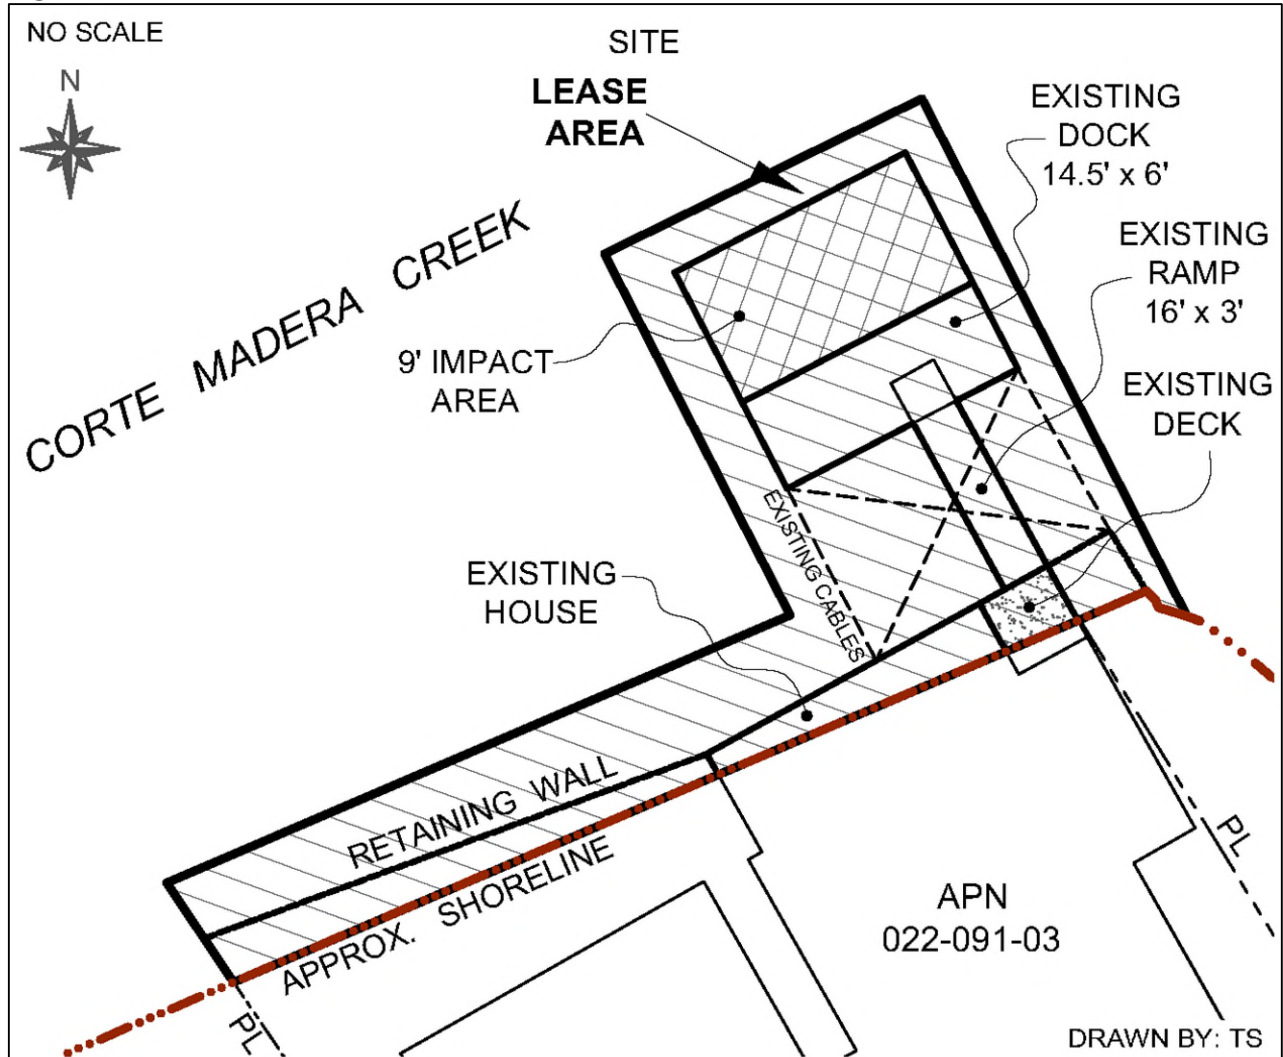 NO SCALE
N
SITE
LEASE
AREA
EXISTING
DOCK
14.5' x 6'
EXISTING
RAMP
16' x 3'
EXISTING
DECK
CORTE MADERA CREEK
9' IMPACT
AREA
EXISTING CABLES
EXISTING
HOUSE
RETAINING WALL
APPROX. SHORELINE
PL
PL
APN
022-091-03
DRAWN BY: TS